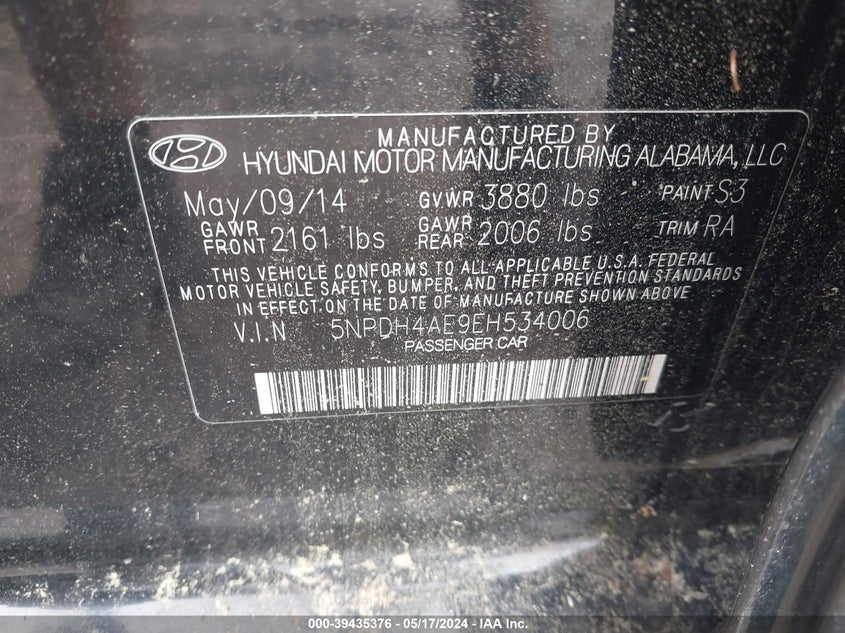 MANUFACTURED BY
HYUNDAI MOTOR MANUFACTURING ALABAMA, LLC
May/09/14 GVWR 3880 lbs PAINT S3
GAWR FRONT 2161 lbs GAWR REAR 2006 lbs TRIM RA
THIS VEHICLE CONFORMS TO ALL APPLICABLE U.S.A. FEDERAL
MOTOR VEHICLE SAFETY, BUMPER, AND THEFT PREVENTION STANDARDS
IN EFFECT ON THE DATE OF MANUFACTURE SHOWN ABOVE
V.I.N 5NPDH4AE9EH534006
PASSENGER CAR
000-39435376 - 05/17/2024 - IAA Inc.